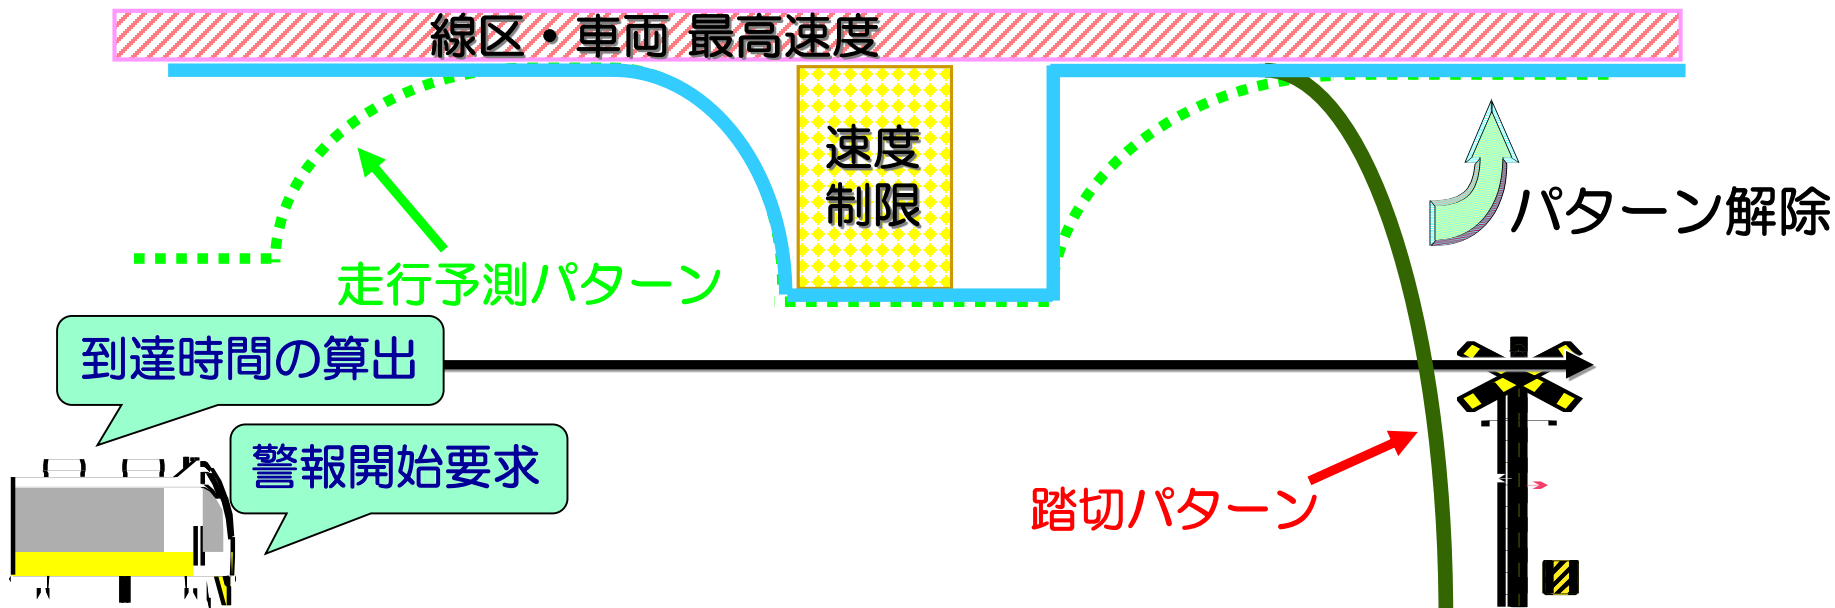 線区・車両 最高速度
速度
制限
パターン解除
走行予測パターン
到達時間の算出
警報開始要求
踏切パターン